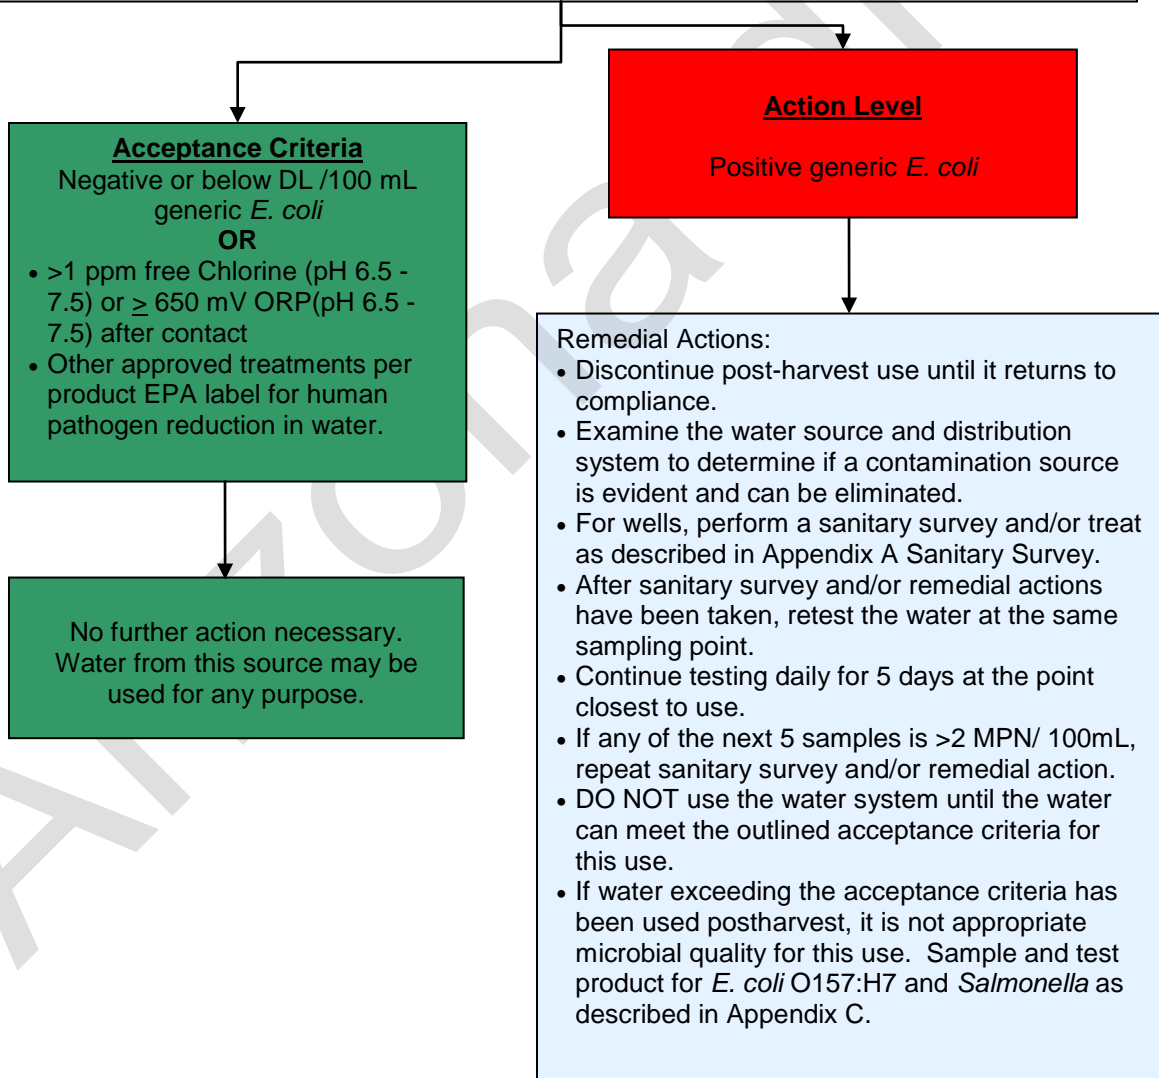 Action Level
Positive generic E. coli
Acceptance Criteria
Negative or below DL /100 mL
generic E. coli
OR
• >1 ppm free Chlorine (pH 6.5 -
7.5) or > 650 mV ORP(pH 6.5 -
7.5) after contact
• Other approved treatments per
product EPA label for human
pathogen reduction in water.
No further action necessary.
Water from this source may be
used for any purpose.
Remedial Actions:
• Discontinue post-harvest use until it returns to
compliance.
• Examine the water source and distribution
system to determine if a contamination source
is evident and can be eliminated.
• For wells, perform a sanitary survey and/or treat
as described in Appendix A Sanitary Survey.
• After sanitary survey and/or remedial actions
have been taken, retest the water at the same
sampling point.
• Continue testing daily for 5 days at the point
closest to use.
• If any of the next 5 samples is >2 MPN/ 100mL,
repeat sanitary survey and/or remedial action.
• DO NOT use the water system until the water
can meet the outlined acceptance criteria for
this use.
• If water exceeding the acceptance criteria has
been used postharvest, it is not appropriate
microbial quality for this use.  Sample and test
product for E. coli O157:H7 and Salmonella as
described in Appendix C.